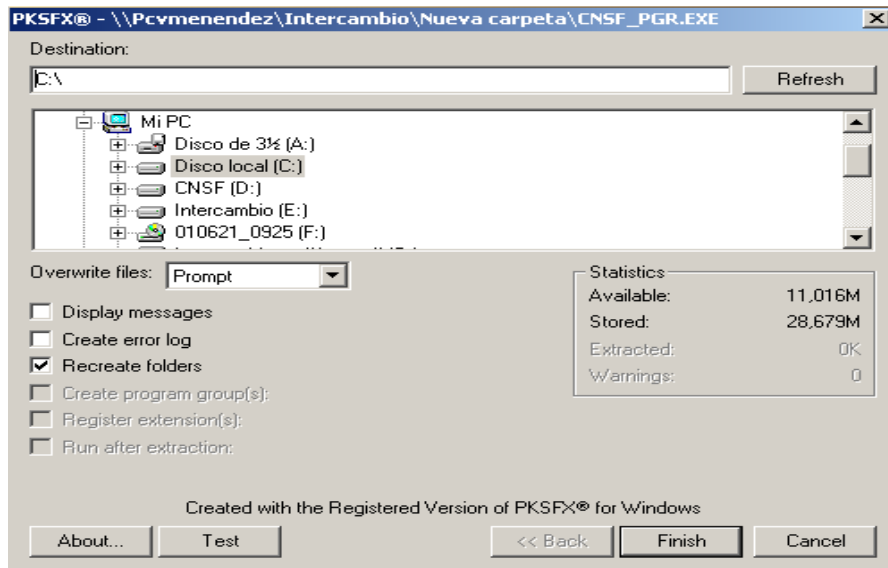 PKSFX® - \\Pcvmenendez\Intercambio\Nueva carpeta\CNSF_PGR.EXE
Destination:
C:\
Refresh
Mi PC
Disco de 3½ (A:)
Disco local (C:)
CNSF (D:)
Intercambio (E:)
010621_0925 (F:)
Overwrite files: Prompt
Display messages
Create error log
Recreate folders
Create program group(s):
Register extension(s):
Run after extraction:
Statistics
Available: 11,016M
Stored: 28,679M
Extracted: 0K
Warnings: 0
Created with the Registered Version of PKSFX® for Windows
About... Test << Back Finish Cancel